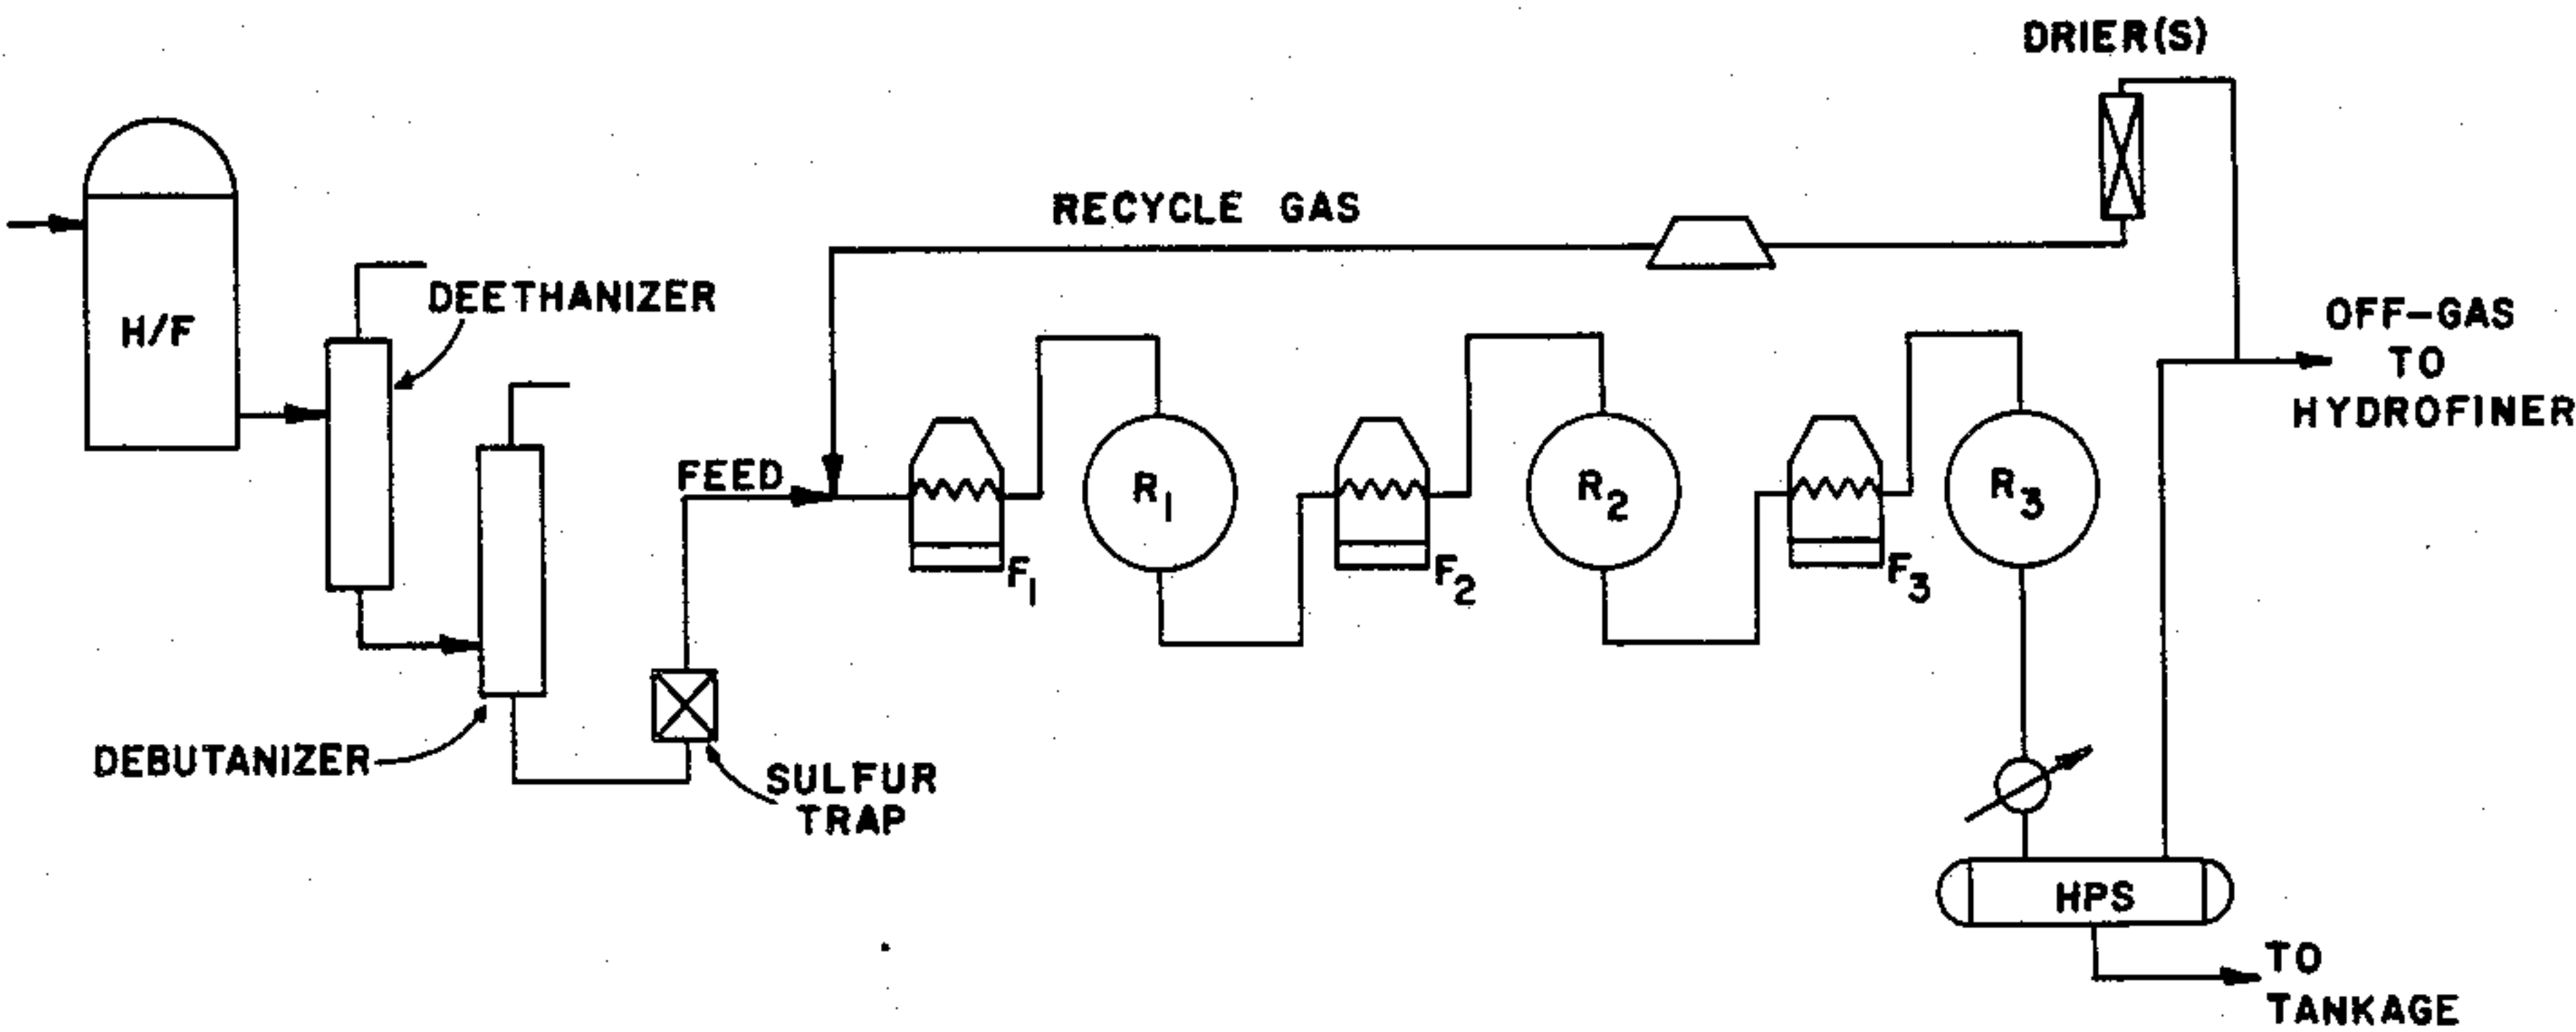 DRIER(S)
RECYCLE GAS
H/F
DEETHANIZER
OFF-GAS
TO
HYDROFINER
FEED
R1
R2
R3
F1
F2
F3
DEBUTANIZER
SULFUR
TRAP
HPS
TO
TANKAGE